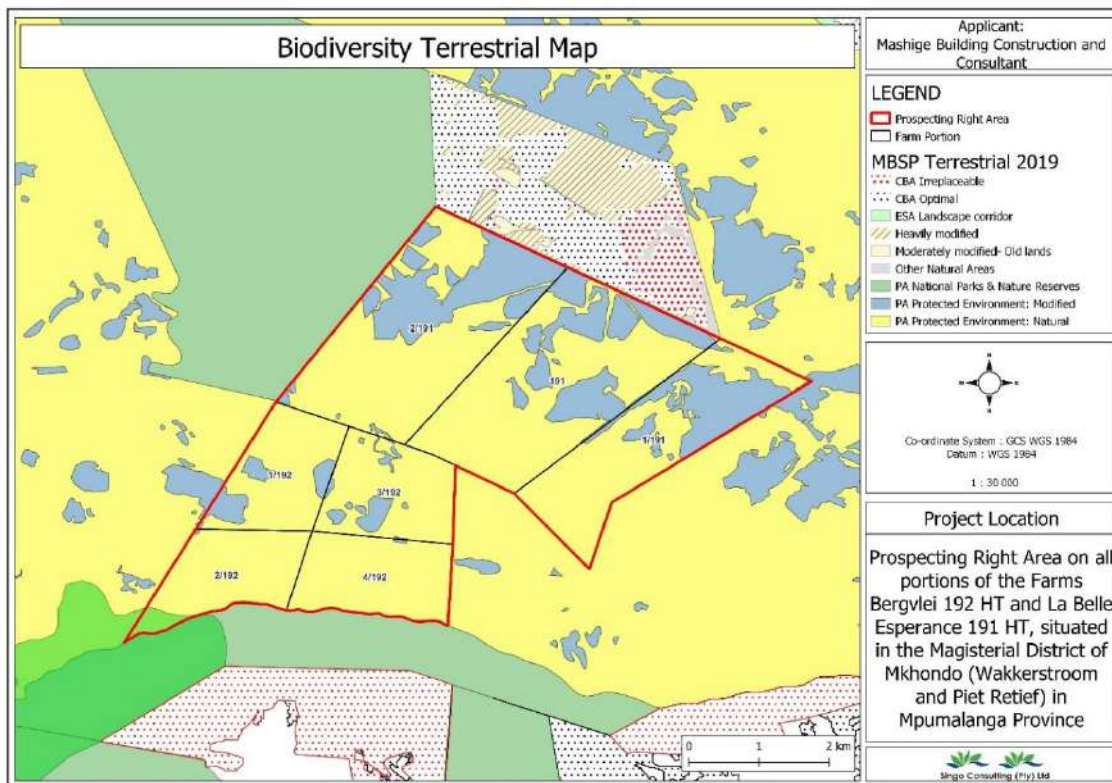 Biodiversity Terrestrial Map
Applicant:
Mashige Building Construction and
Consultant
LEGEND
Prospecting Right Area
Farm Portion
MBSP Terrestrial 2019
CBA Irreplaceable
CBA Optimal
ESA Landscape corridor
Heavily modified
Moderately modified- Old lands
Other Natural Areas
PA National Parks & Nature Reserves
PA Protected Environment: Modified
PA Protected Environment: Natural
N
Co-ordinate System : GCS WGS 1984
Datum : WGS 1984
1 : 30 000
Project Location
Prospecting Right Area on all
portions of the Farms
Bergvlei 192 HT and La Belle
Esperance 191 HT, situated
in the Magisterial District of
Mkhondo (Wakkerstroom
and Piet Retief) in
Mpumalanga Province
Singo Consulting (Pty) Ltd
2/191
191
1/191
1/192
3/192
2/192
4/192
0 1 2 km